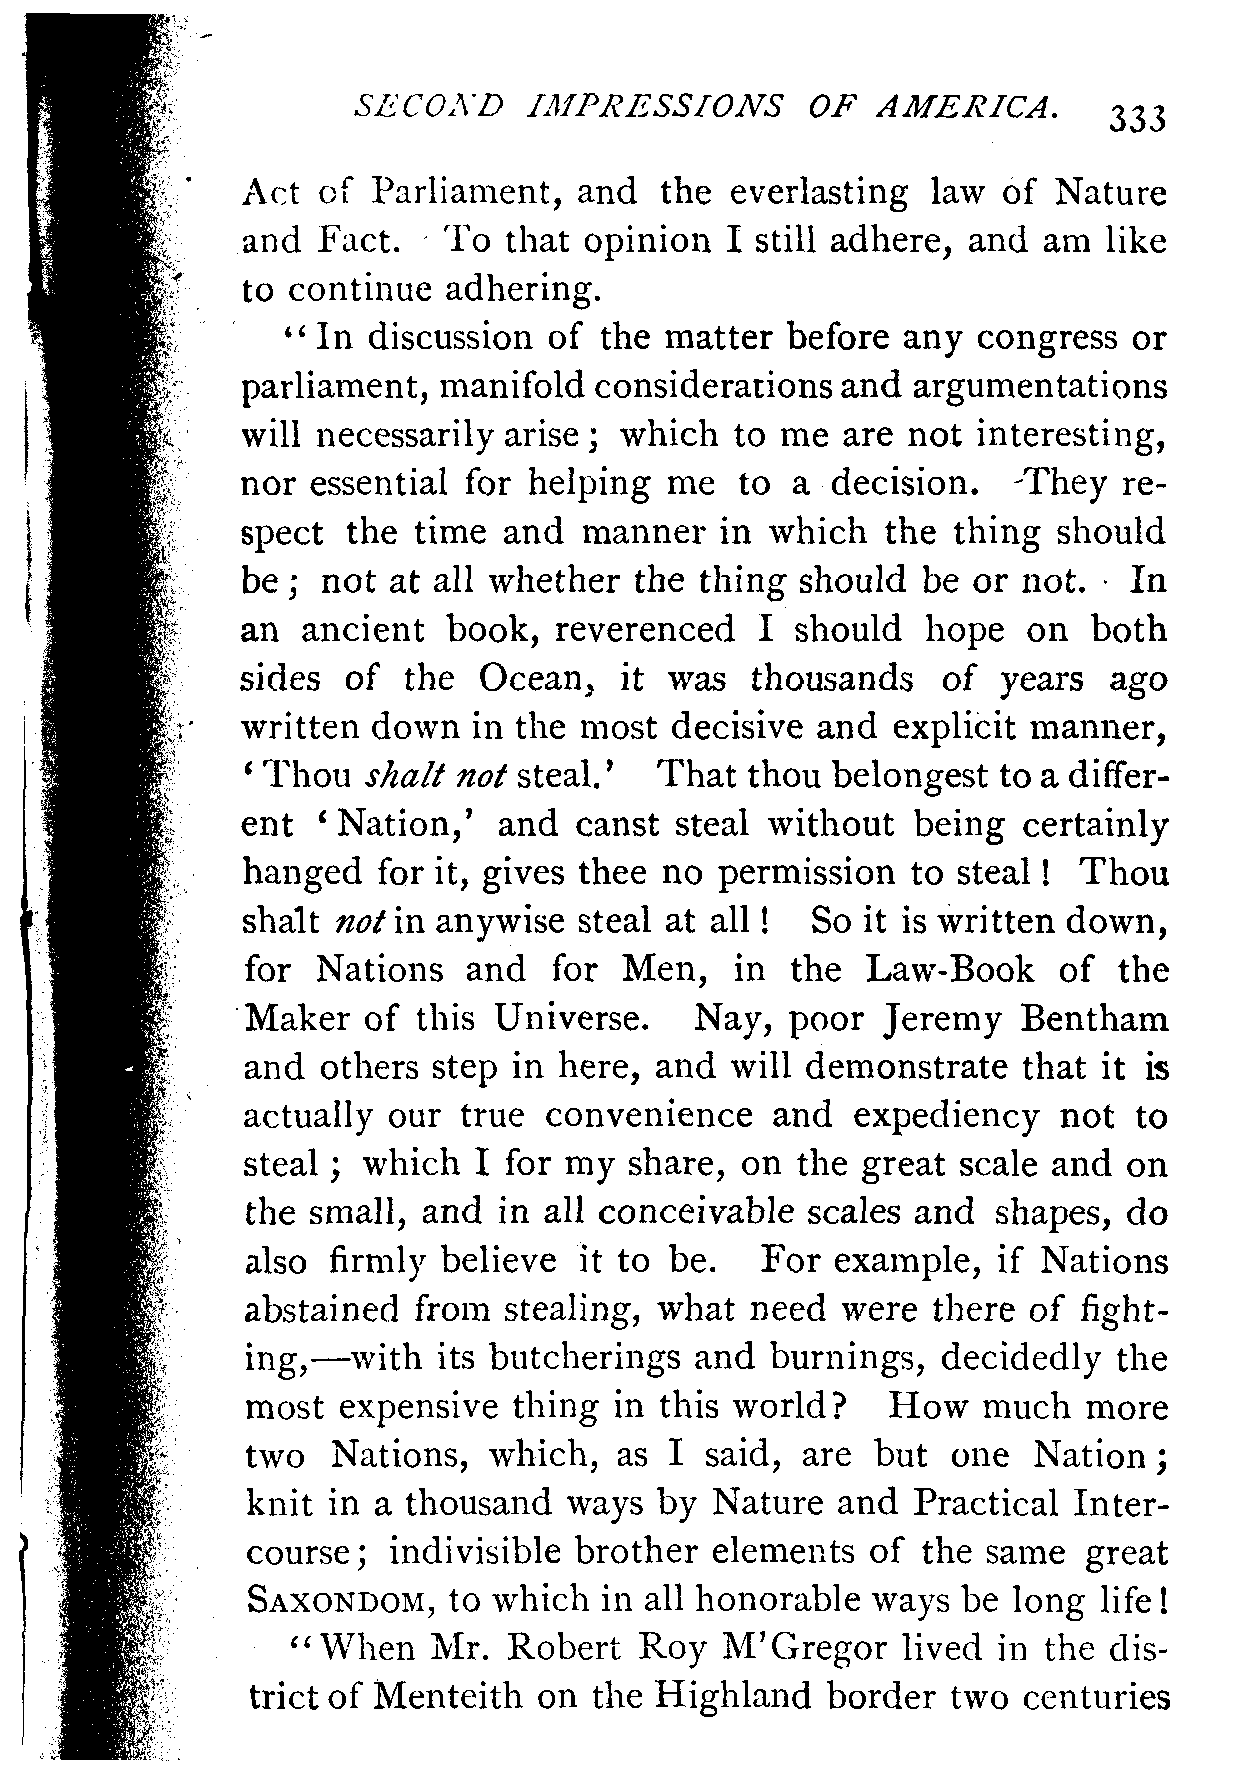 SECOND IMPRESSIONS OF AMERICA. 333
Act of Parliament, and the everlasting law of Nature
and Fact. To that opinion I still adhere, and am like
to continue adhering.
“In discussion of the matter before any congress or
parliament, manifold considerations and argumentations
will necessarily arise; which to me are not interesting,
nor essential for helping me to a decision. They re-
spect the time and manner in which the thing should
be; not at all whether the thing should be or not. In
an ancient book, reverenced I should hope on both
sides of the Ocean, it was thousands of years ago
written down in the most decisive and explicit manner,
‘Thou shalt not steal.’ That thou belongest to a differ-
ent ‘Nation,’ and canst steal without being certainly
hanged for it, gives thee no permission to steal! Thou
shalt not in anywise steal at all! So it is written down,
for Nations and for Men, in the Law-Book of the
Maker of this Universe. Nay, poor Jeremy Bentham
and others step in here, and will demonstrate that it is
actually our true convenience and expediency not to
steal; which I for my share, on the great scale and on
the small, and in all conceivable scales and shapes, do
also firmly believe it to be. For example, if Nations
abstained from stealing, what need were there of fight-
ing,—with its butcherings and burnings, decidedly the
most expensive thing in this world? How much more
two Nations, which, as I said, are but one Nation;
knit in a thousand ways by Nature and Practical Inter-
course; indivisible brother elements of the same great
SAXONDOM, to which in all honorable ways be long life!
“When Mr. Robert Roy M’Gregor lived in the dis-
trict of Menteith on the Highland border two centuries